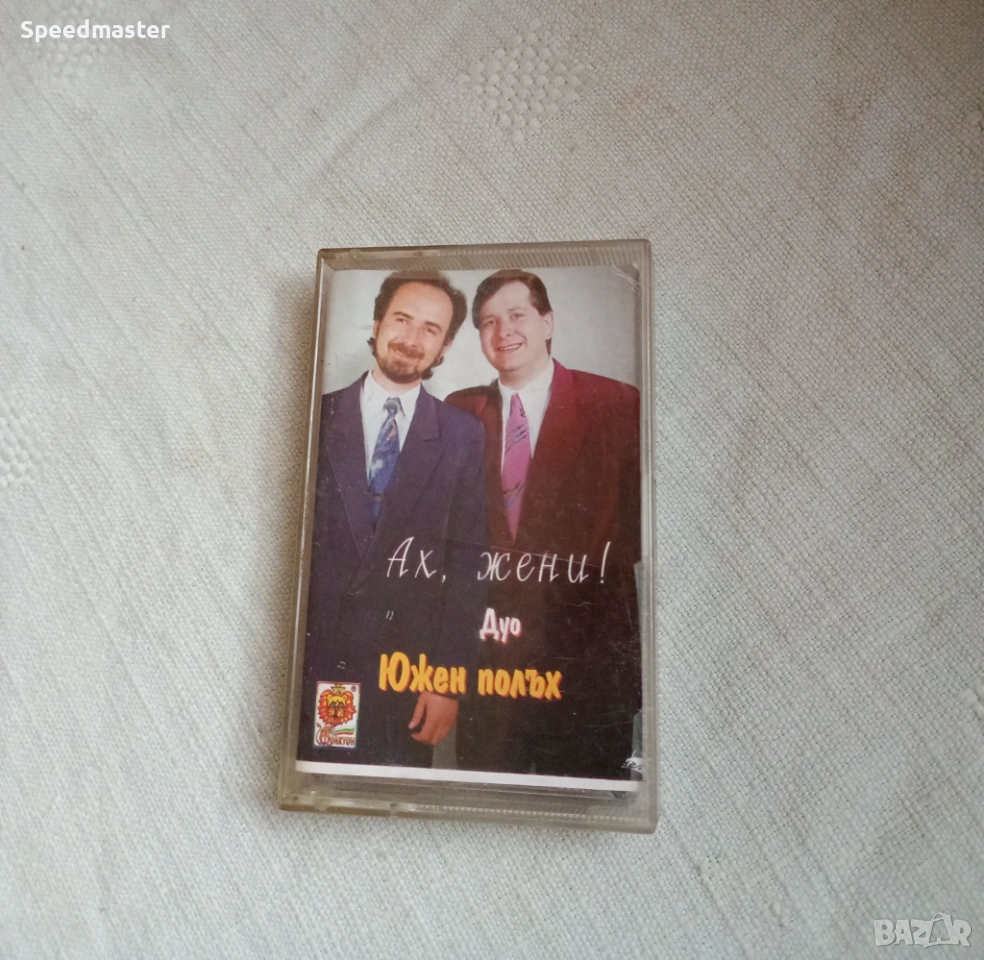 Speedmaster
Ах, жени!
Дуо
Южен полъх
BAZAR